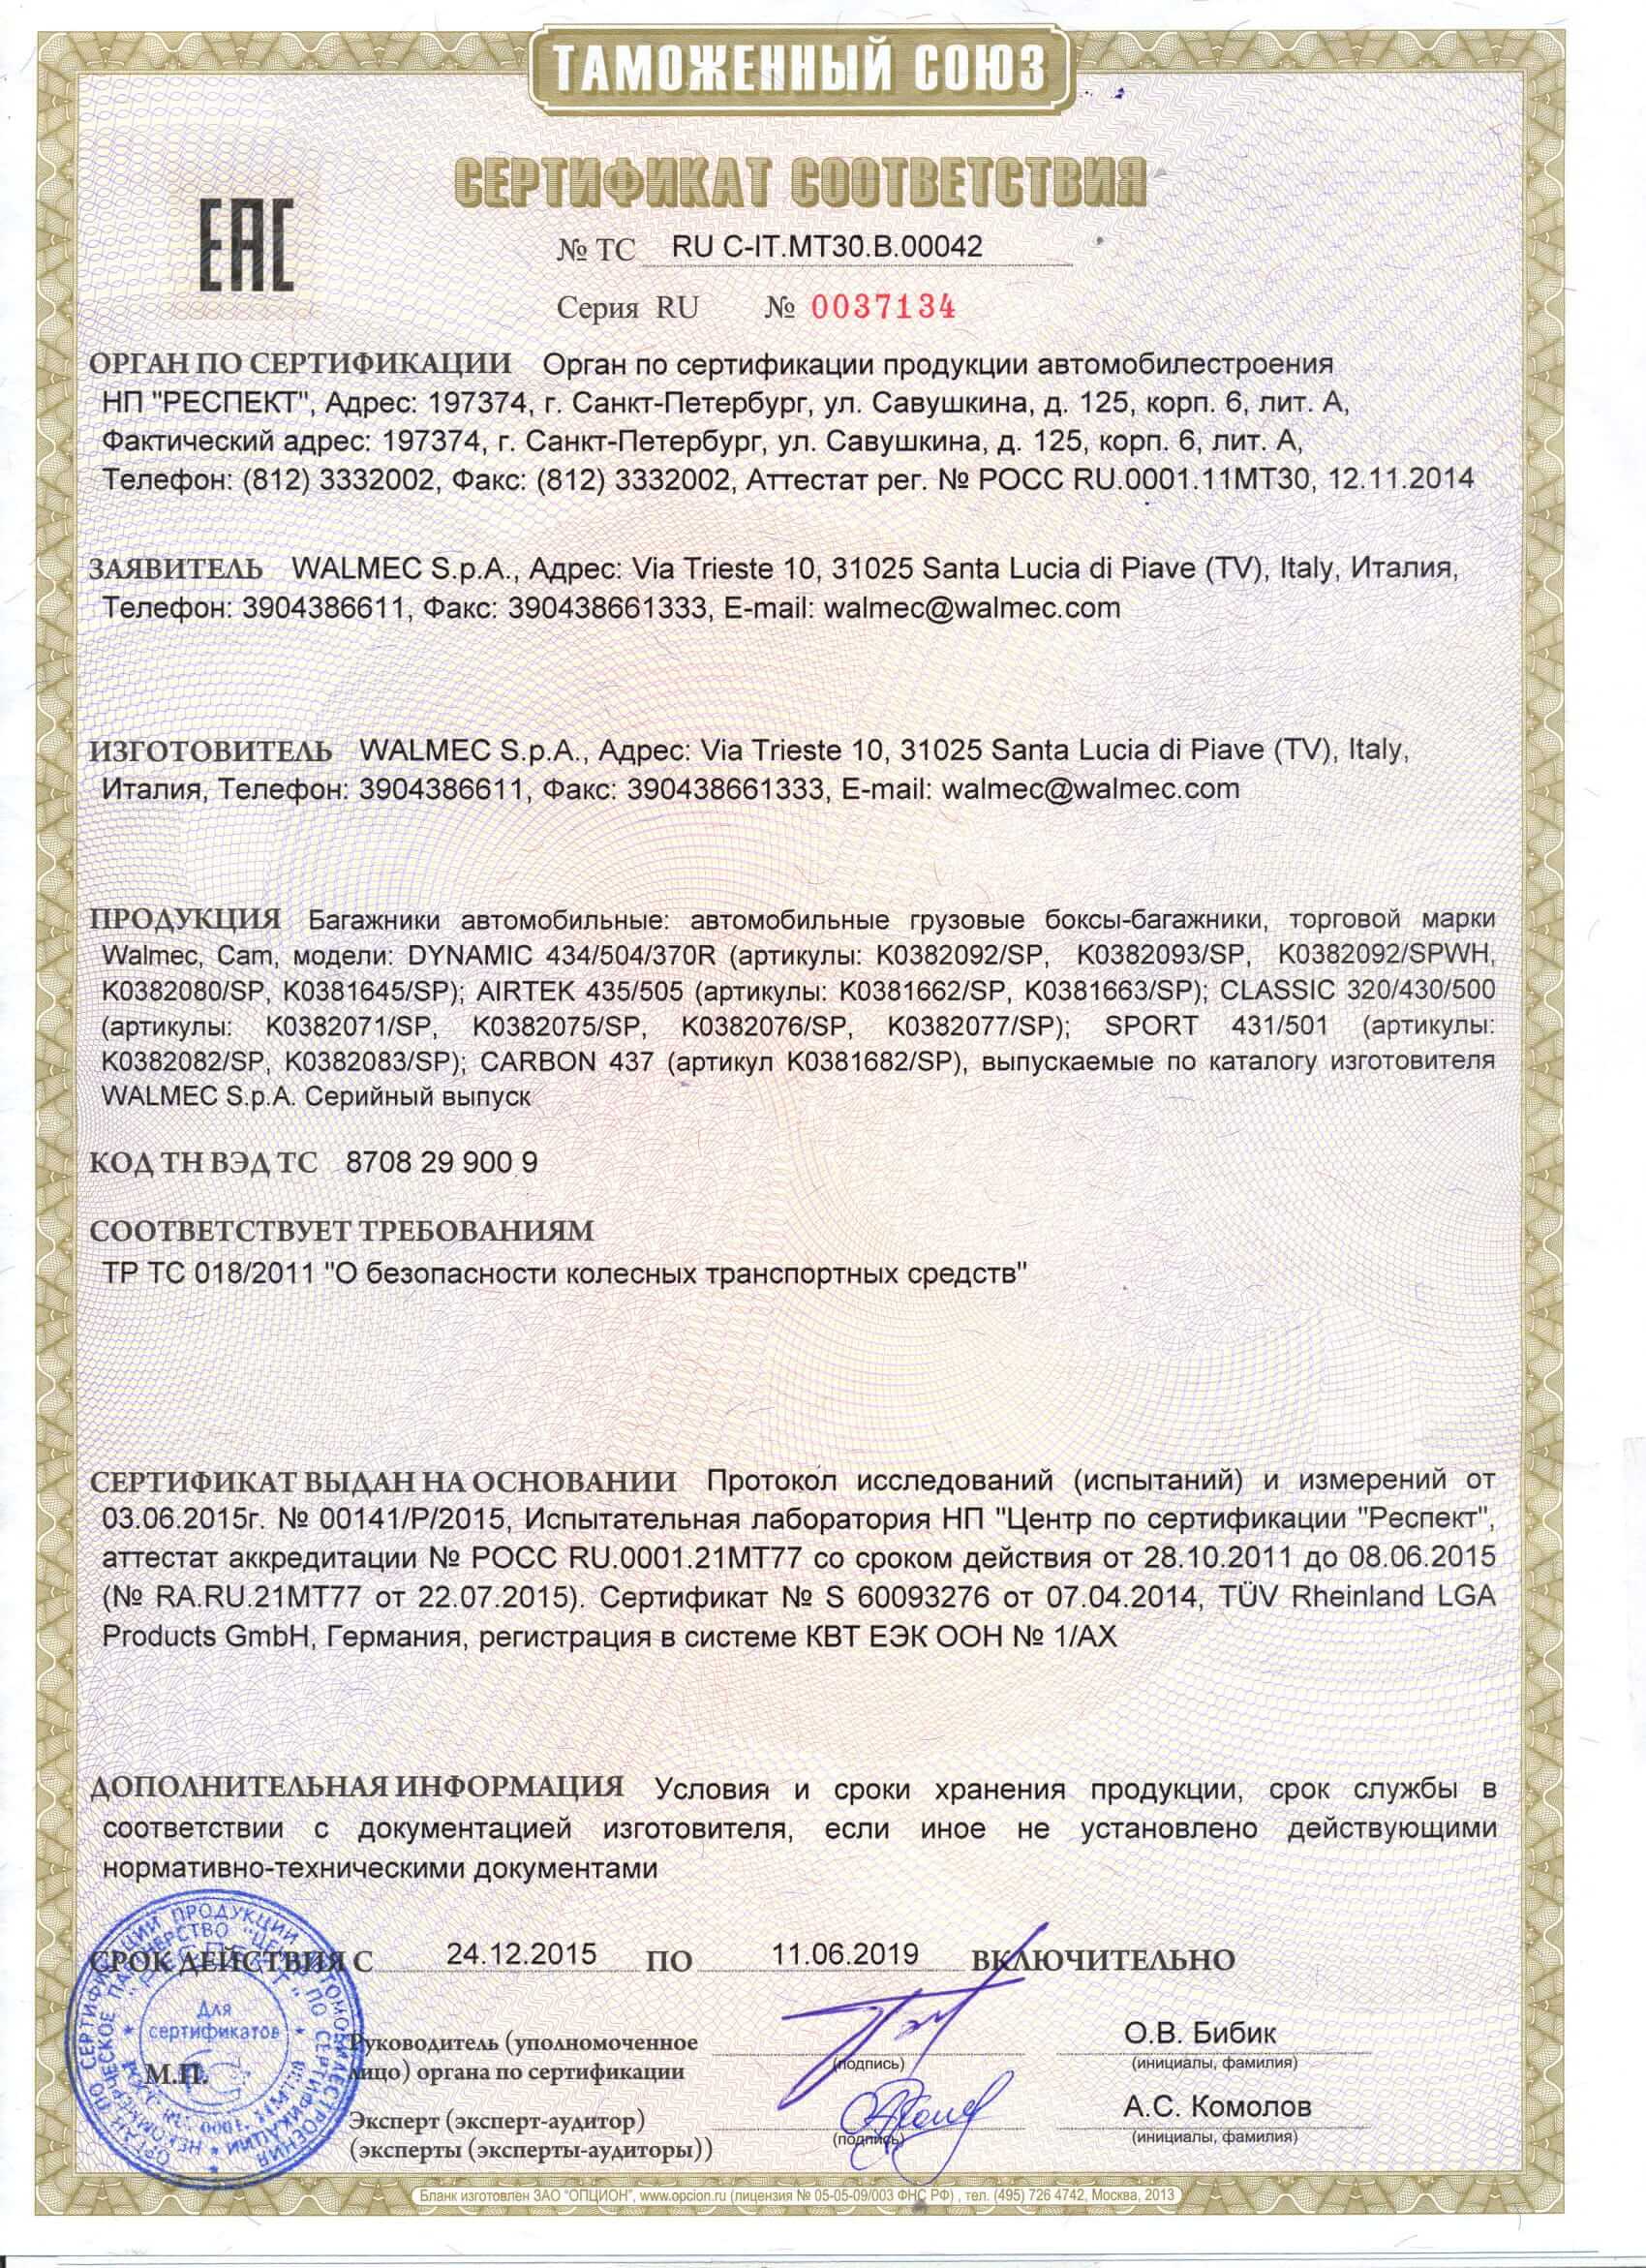 ТАМОЖЕННЫЙ СОЮЗ
СЕРТИФИКАТ СООТВЕТСТВИЯ
ЕАС
№ ТС RU C-IT.MT30.B.00042
Серия RU № 0037134
ОРГАН ПО СЕРТИФИКАЦИИ Орган по сертификации продукции автомобилестроения
НП "РЕСПЕКТ", Адрес: 197374, г. Санкт-Петербург, ул. Савушкина, д. 125, корп. 6, лит. А,
Фактический адрес: 197374, г. Санкт-Петербург, ул. Савушкина, д. 125, корп. 6, лит. А,
Телефон: (812) 3332002, Факс: (812) 3332002, Аттестат рег. № РОСС RU.0001.11МТ30, 12.11.2014
ЗАЯВИТЕЛЬ WALMEC S.p.A., Адрес: Via Trieste 10, 31025 Santa Lucia di Piave (TV), Italy, Италия,
Телефон: 3904386611, Факс: 390438661333, E-mail: walmec@walmec.com
ИЗГОТОВИТЕЛЬ WALMEC S.p.A., Адрес: Via Trieste 10, 31025 Santa Lucia di Piave (TV), Italy,
Италия, Телефон: 3904386611, Факс: 390438661333, E-mail: walmec@walmec.com
ПРОДУКЦИЯ Багажники автомобильные: автомобильные грузовые боксы-багажники, торговой марки
Walmec, Cam, модели: DYNAMIC 434/504/370R (артикулы: K0382092/SP, K0382093/SP, K0382092/SPWH,
K0382080/SP, K0381645/SP); AIRTEK 435/505 (артикулы: K0381662/SP, K0381663/SP); CLASSIC 320/430/500
(артикулы: K0382071/SP, K0382075/SP, K0382076/SP, K0382077/SP); SPORT 431/501 (артикулы:
K0382082/SP, K0382083/SP); CARBON 437 (артикул K0381682/SP), выпускаемые по каталогу изготовителя
WALMEC S.p.A. Серийный выпуск
КОД ТН ВЭД ТС 8708 29 900 9
СООТВЕТСТВУЕТ ТРЕБОВАНИЯМ
ТР ТС 018/2011 "О безопасности колесных транспортных средств"
СЕРТИФИКАТ ВЫДАН НА ОСНОВАНИИ Протокол исследований (испытаний) и измерений от
03.06.2015г. № 00141/Р/2015, Испытательная лаборатория НП "Центр по сертификации "Респект",
аттестат аккредитации № РОСС RU.0001.21МТ77 со сроком действия от 28.10.2011 до 08.06.2015
(№ RA.RU.21МТ77 от 22.07.2015). Сертификат № S 60093276 от 07.04.2014, TÜV Rheinland LGA
Products GmbH, Германия, регистрация в системе КВТ ЕЭК ООН № 1/АХ
ДОПОЛНИТЕЛЬНАЯ ИНФОРМАЦИЯ Условия и сроки хранения продукции, срок службы в
соответствии с документацией изготовителя, если иное не установлено действующими
нормативно-техническими документами
СРОК ДЕЙСТВИЯ С 24.12.2015 ПО 11.06.2019 ВКЛЮЧИТЕЛЬНО
Для
сертификатов
М.П.
Руководитель (уполномоченное
лицо) органа по сертификации
(подпись)
О.В. Бибик
(инициалы, фамилия)
Эксперт (эксперт-аудитор)
(эксперты (эксперты-аудиторы))
(подпись)
А.С. Комолов
(инициалы, фамилия)
Бланк изготовлен ЗАО "ОПЦИОН", www.opcion.ru (лицензия № 05-05-09/003 ФНС РФ) , тел. (495) 726 4742, Москва, 2013